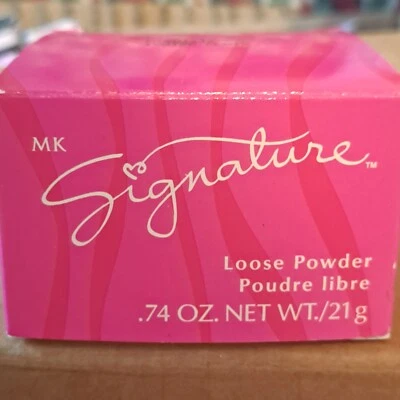 MK
Signature™
Loose Powder
Poudre libre
.74 OZ. NET WT./21g